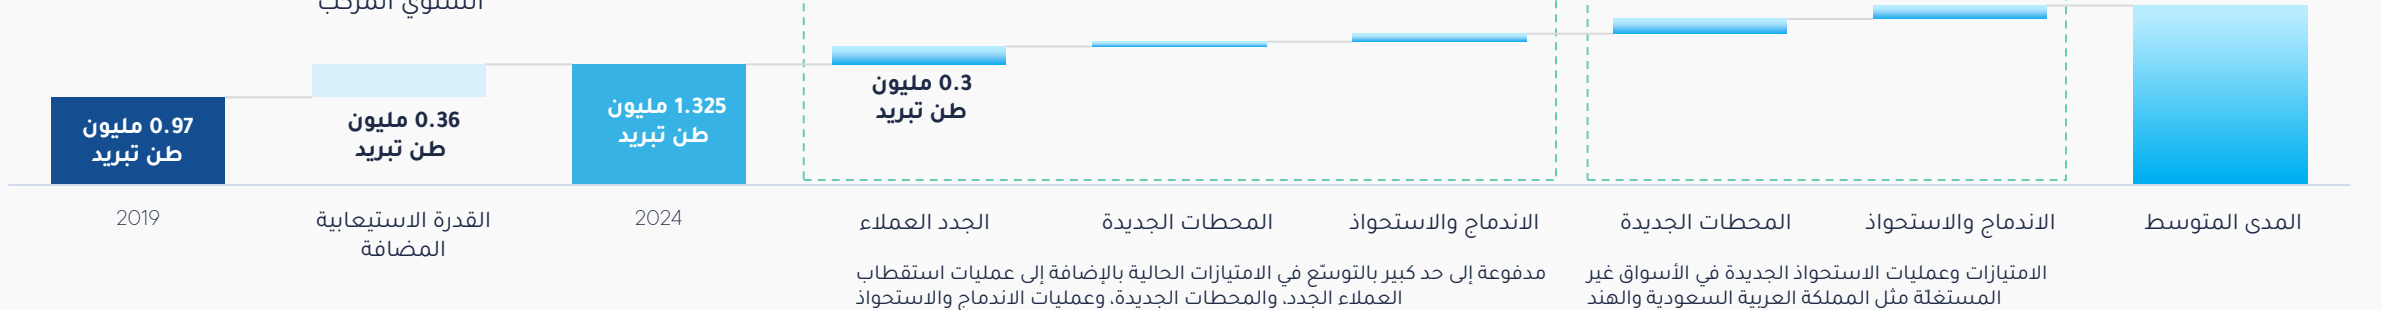 السنوي المركب
0.97 مليون
طن تبريد
0.36 مليون
طن تبريد
1.325 مليون
طن تبريد
0.3 مليون
طن تبريد
2019
القدرة الاستيعابية
المضافة
2024
الجدد العملاء
المحطات الجديدة
الاندماج والاستحواذ
المحطات الجديدة
الاندماج والاستحواذ
المدى المتوسط
مدفوعة إلى حد كبير بالتوسّع في الامتيازات الحالية بالإضافة إلى عمليات استقطاب
العملاء الجدد، والمحطات الجديدة، وعمليات الاندماج والاستحواذ
الامتيازات وعمليات الاستحواذ الجديدة في الأسواق غير
المستغلّة مثل المملكة العربية السعودية والهند